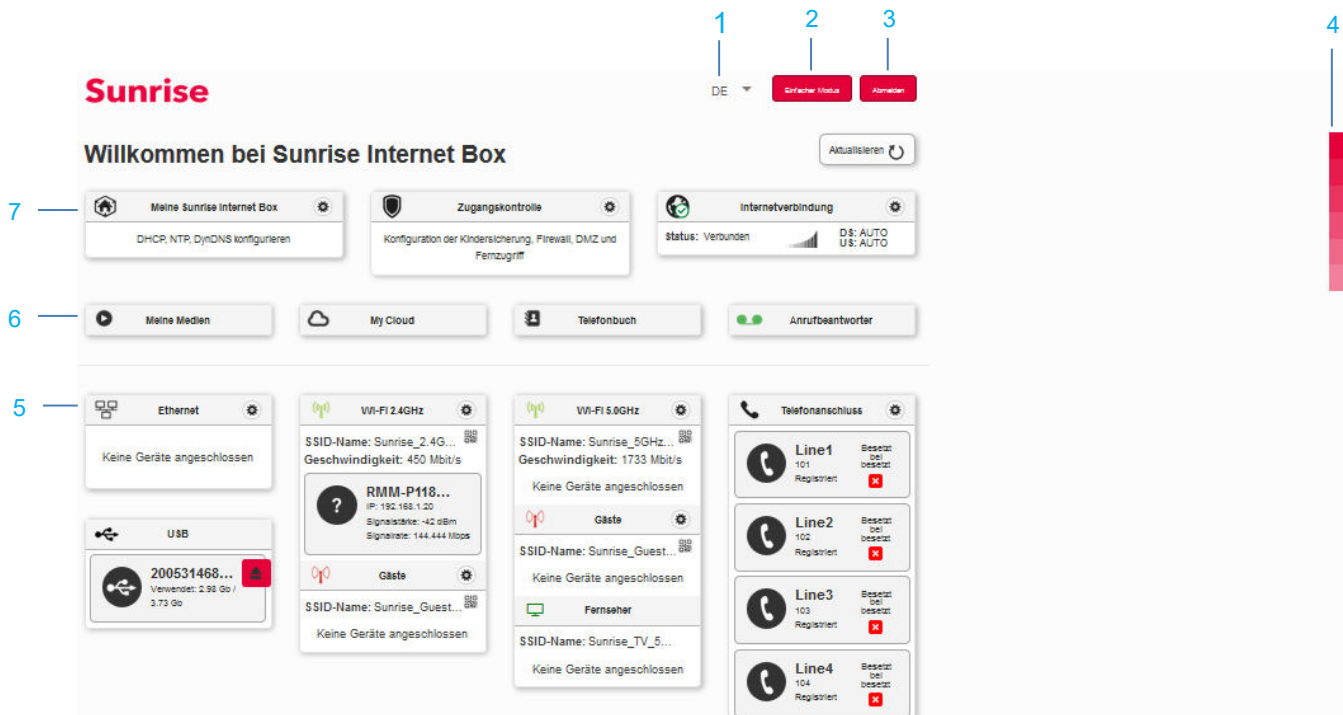 1
2
3
4
Sunrise
DE
Einfacher Modus
Abmelden
Willkommen bei Sunrise Internet Box
Aktualisieren
7
Meine Sunrise Internet Box
DHCP, NTP, DynDNS konfigurieren
Zugangskontrolle
Konfiguration der Kindersicherung, Firewall, DMZ und
Fernzugriff
Internetverbindung
Status: Verbunden
DS: AUTO
US: AUTO
6
Meine Medien
My Cloud
Telefonbuch
Anrufbeantworter
5
Ethernet
Keine Geräte angeschlossen
USB
200531468...
Verwendet: 2.98 Go /
3.73 Go
Wi-Fi 2.4GHz
SSID-Name: Sunrise_2.4G...
Geschwindigkeit: 450 Mbit/s
RMM-P118...
IP: 192.168.1.20
Signalstärke: -42 dBm
Signalrate: 144.444 Mbps
Gäste
SSID-Name: Sunrise_Guest...
Keine Geräte angeschlossen
Wi-Fi 5.0GHz
SSID-Name: Sunrise_5GHz...
Geschwindigkeit: 1733 Mbit/s
Keine Geräte angeschlossen
Gäste
SSID-Name: Sunrise_Guest...
Keine Geräte angeschlossen
Fernseher
SSID-Name: Sunrise_TV_5...
Keine Geräte angeschlossen
Telefonanschluss
Line1
101
Registriert
Besetzt
bei
besetzt
Line2
102
Registriert
Besetzt
bei
besetzt
Line3
103
Registriert
Besetzt
bei
besetzt
Line4
104
Registriert
Besetzt
bei
besetzt